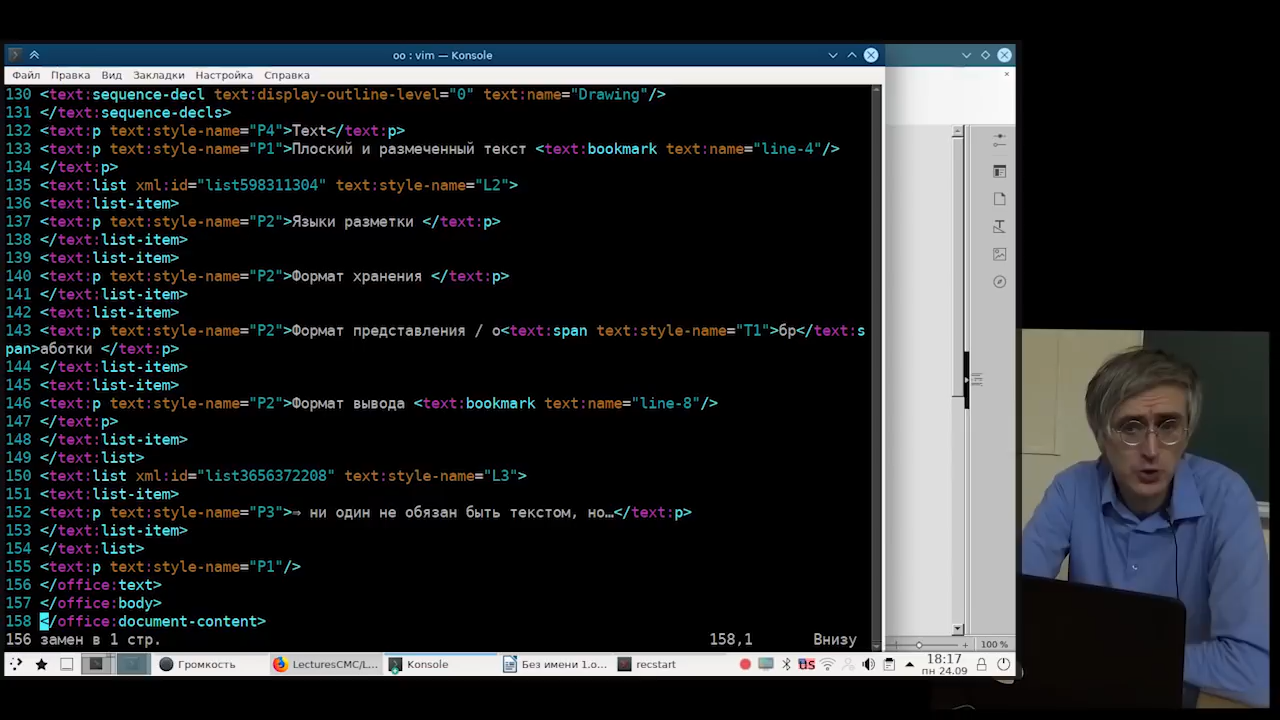 oo : vim — Konsole
Файл Правка Вид Закладки Настройка Справка
130 <text:sequence-decl text:display-outline-level="0" text:name="Drawing"/>
131 </text:sequence-decls>
132 <text:p text:style-name="P4">Text</text:p>
133 <text:p text:style-name="P1">Плоский и размеченный текст <text:bookmark text:name="line-4"/>
134 </text:p>
135 <text:list xml:id="list598311304" text:style-name="L2">
136 <text:list-item>
137 <text:p text:style-name="P2">Языки разметки </text:p>
138 </text:list-item>
139 <text:list-item>
140 <text:p text:style-name="P2">Формат хранения </text:p>
141 </text:list-item>
142 <text:list-item>
143 <text:p text:style-name="P2">Формат представления / о<text:span text:style-name="T1">бр</text:s
pan>аботки </text:p>
144 </text:list-item>
145 <text:list-item>
146 <text:p text:style-name="P2">Формат вывода <text:bookmark text:name="line-8"/>
147 </text:p>
148 </text:list-item>
149 </text:list>
150 <text:list xml:id="list3656372208" text:style-name="L3">
151 <text:list-item>
152 <text:p text:style-name="P3">⇒ ни один не обязан быть текстом, но…</text:p>
153 </text:list-item>
154 </text:list>
155 <text:p text:style-name="P1"/>
156 </office:text>
157 </office:body>
158 </office:document-content>
156 замен в 1 стр. 158,1 Внизу
100 %
Громкость LecturesCMC/L... Konsole Без имени 1.o... recstart US 18:17
пн 24.09